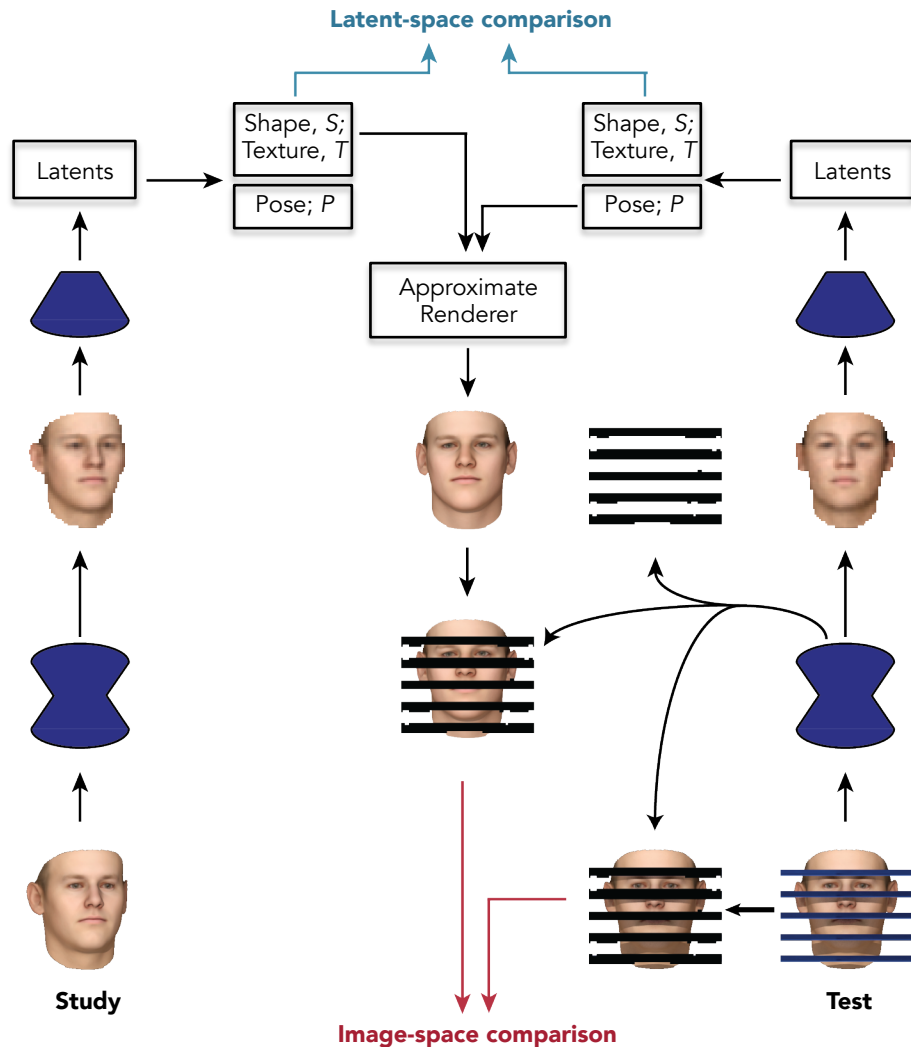 Latent-space comparison
Shape, S;
Texture, T
Shape, S;
Texture, T
Latents
Latents
Pose; P
Pose; P
Approximate
Renderer
Study
Test
Image-space comparison